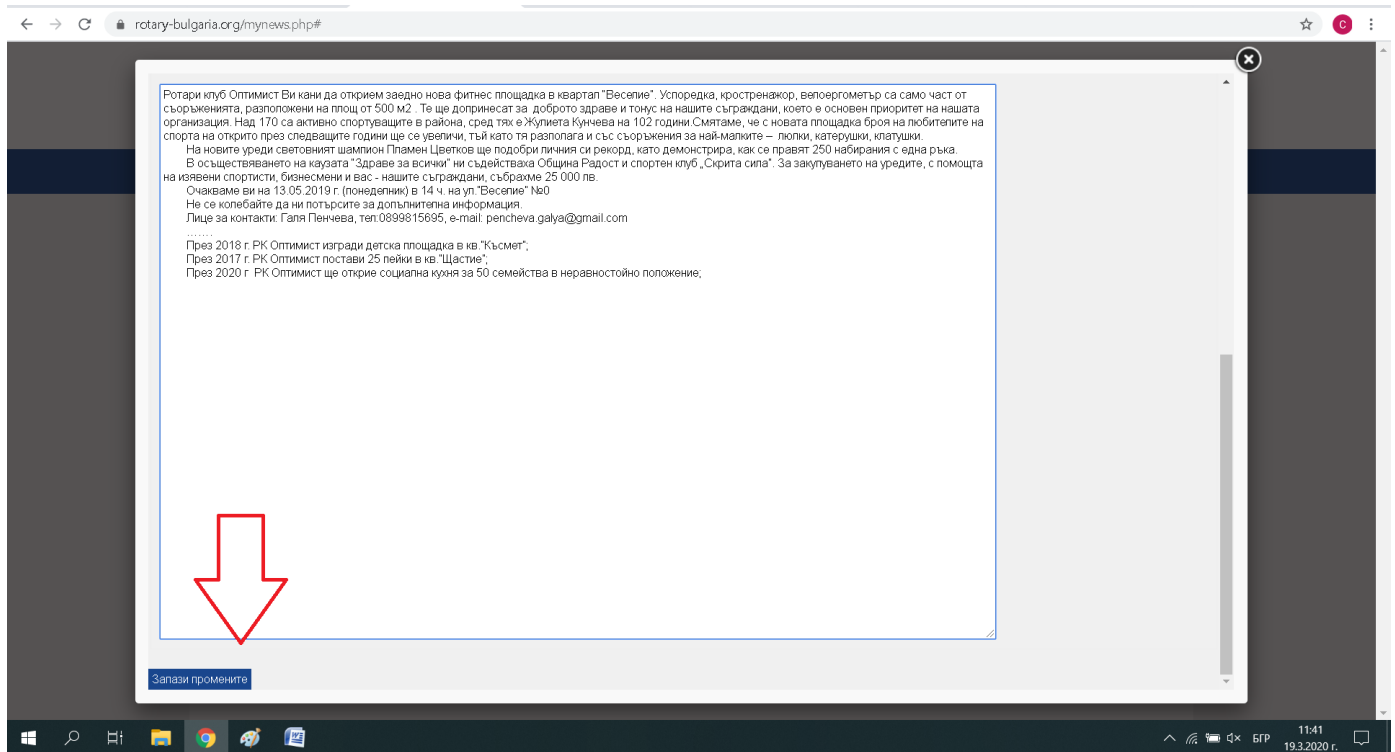 rotary-bulgaria.org/mynews.php#
C
Ротари клуб Оптимист Ви кани да открием заедно нова фитнес площадка в квартал "Веселие". Успоредка, кростренажор, велоергометър са само част от
съоръженията, разположени на площ от 500 м2 . Те ще допринесат за доброто здраве и тонус на нашите съграждани, което е основен приоритет на нашата
организация. Над 170 са активно спортуващите в района, сред тях е Жулиета Кунчева на 102 години.Смятаме, че с новата площадка броя на любителите на
спорта на открито през следващите години ще се увеличи, тъй като тя разполага и със съоръжения за най-малките – люлки, катерушки, клатушки.
На новите уреди световният шампион Пламен Цветков ще подобри личния си рекорд, като демонстрира, как се правят 250 набирания с една ръка.
В осъществяването на каузата "Здраве за всички" ни съдействаха Община Радост и спортен клуб „Скрита сила". За закупуването на уредите, с помощта
на изявени спортисти, бизнесмени и вас - нашите съграждани, събрахме 25 000 лв.
Очакваме ви на 13.05.2019 г. (понеделник) в 14 ч. на ул."Веселие" №0
Не се колебайте да ни потърсите за допълнителна информация.
Лице за контакти: Галя Пенчева, тел:0899815695, e-mail: pencheva.galya@gmail.com
…….
През 2018 г. РК Оптимист изгради детска площадка в кв."Късмет";
През 2017 г. РК Оптимист постави 25 пейки в кв."Щастие";
През 2020 г РК Оптимист ще открие социална кухня за 50 семейства в неравностойно положение;
Запази промените
БГР
11:41
19.3.2020 г.